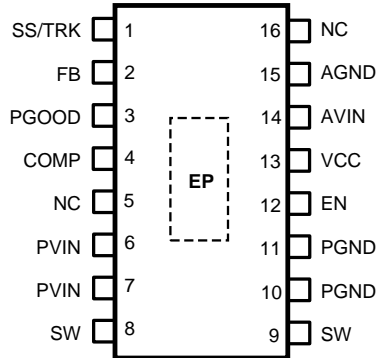 SS/TRK 1 16 NC
FB 2 15 AGND
PGOOD 3 14 AVIN
COMP 4 13 VCC
EP
NC 5 12 EN
PVIN 6 11 PGND
PVIN 7 10 PGND
SW 8 9 SW